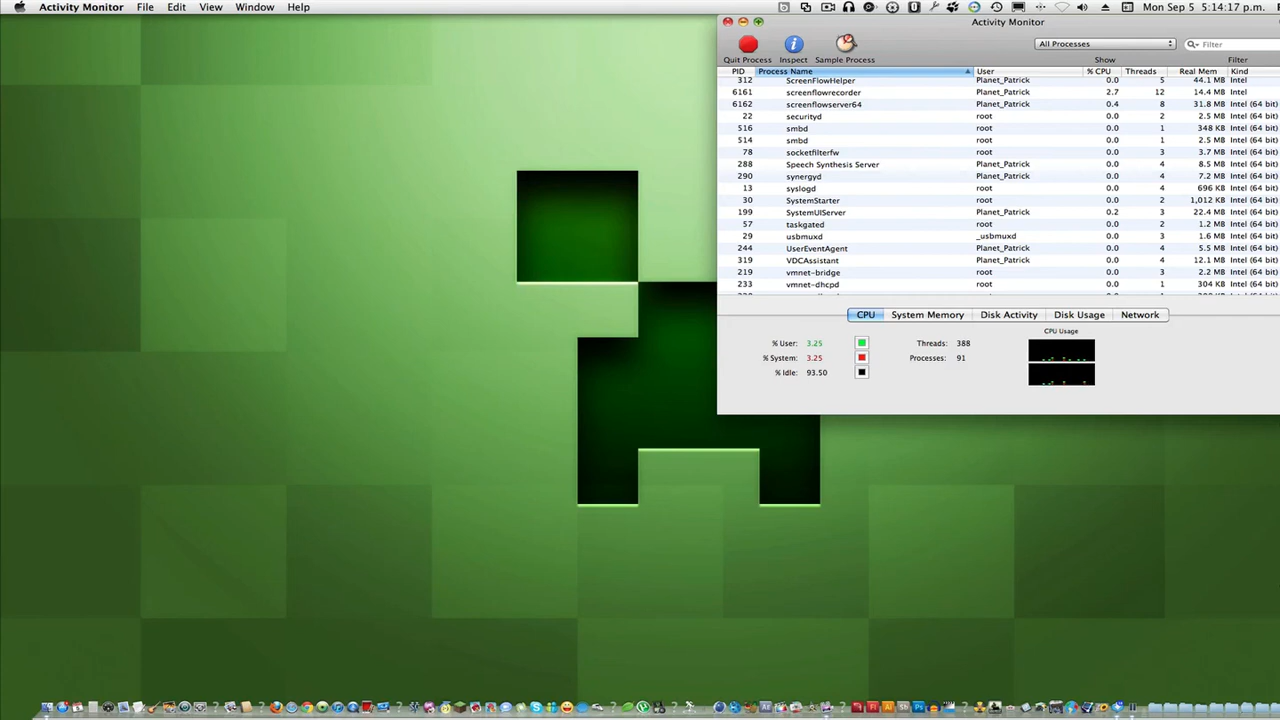 Activity Monitor File Edit View Window Help Mon Sep 5 5:14:17 p.m.
Activity Monitor
All Processes Filter
Quit Process Inspect Sample Process Show Filter
PID Process Name User % CPU Threads Real Mem Kind
312 ScreenFlowHelper Planet_Patrick 0.0 5 44.1 MB Intel
6161 screenflowrecorder Planet_Patrick 2.7 12 14.4 MB Intel
6162 screenflowserver64 Planet_Patrick 0.4 8 31.8 MB Intel (64 bit)
22 securityd root 0.0 2 2.5 MB Intel (64 bit)
516 smbd root 0.0 1 348 KB Intel (64 bit)
514 smbd root 0.0 1 2.5 MB Intel (64 bit)
78 socketfilterfw root 0.0 3 3.7 MB Intel (64 bit)
288 Speech Synthesis Server Planet_Patrick 0.0 4 8.5 MB Intel (64 bit)
290 synergyd Planet_Patrick 0.0 4 7.2 MB Intel (64 bit)
13 syslogd root 0.0 4 696 KB Intel (64 bit)
30 SystemStarter root 0.0 2 1,012 KB Intel (64 bit)
199 SystemUIServer Planet_Patrick 0.2 3 22.4 MB Intel (64 bit)
57 taskgated root 0.0 2 1.2 MB Intel (64 bit)
29 usbmuxd _usbmuxd 0.0 3 1.6 MB Intel (64 bit)
244 UserEventAgent Planet_Patrick 0.0 4 5.5 MB Intel (64 bit)
319 VDCAssistant Planet_Patrick 0.0 4 12.1 MB Intel (64 bit)
219 vmnet-bridge root 0.0 3 2.2 MB Intel (64 bit)
233 vmnet-dhcpd root 0.0 1 304 KB Intel (64 bit)
CPU System Memory Disk Activity Disk Usage Network
CPU Usage
% User: 3.25 Threads: 388
% System: 3.25 Processes: 91
% Idle: 93.50